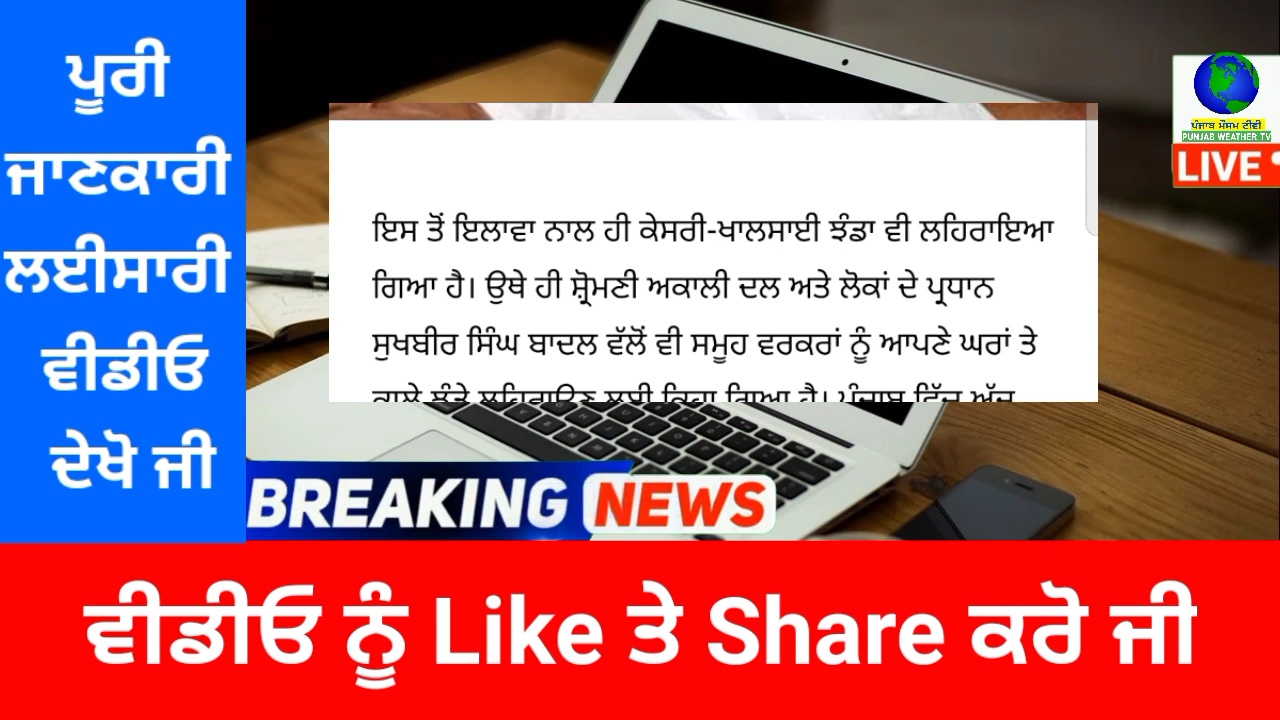 ਪੂਰੀ
ਜਾਣਕਾਰੀ
ਲਈਸਾਰੀ
ਵੀਡੀਓ
ਦੇਖੋ ਜੀ
ਪੰਜਾਬ ਮੌਸਮ ਟੀਵੀ
PUNJAB WEATHER TV
LIVE
ਇਸ ਤੋਂ ਇਲਾਵਾ ਨਾਲ ਹੀ ਕੇਸਰੀ-ਖਾਲਸਾਈ ਝੰਡਾ ਵੀ ਲਹਿਰਾਇਆ
ਗਿਆ ਹੈ। ਉਥੇ ਹੀ ਸ਼੍ਰੋਮਣੀ ਅਕਾਲੀ ਦਲ ਅਤੇ ਲੋਕਾਂ ਦੇ ਪ੍ਰਧਾਨ
ਸੁਖਬੀਰ ਸਿੰਘ ਬਾਦਲ ਵੱਲੋਂ ਵੀ ਸਮੂਹ ਵਰਕਰਾਂ ਨੂੰ ਆਪਣੇ ਘਰਾਂ ਤੇ
BREAKING NEWS
ਵੀਡੀਓ ਨੂੰ Like ਤੇ Share ਕਰੋ ਜੀ